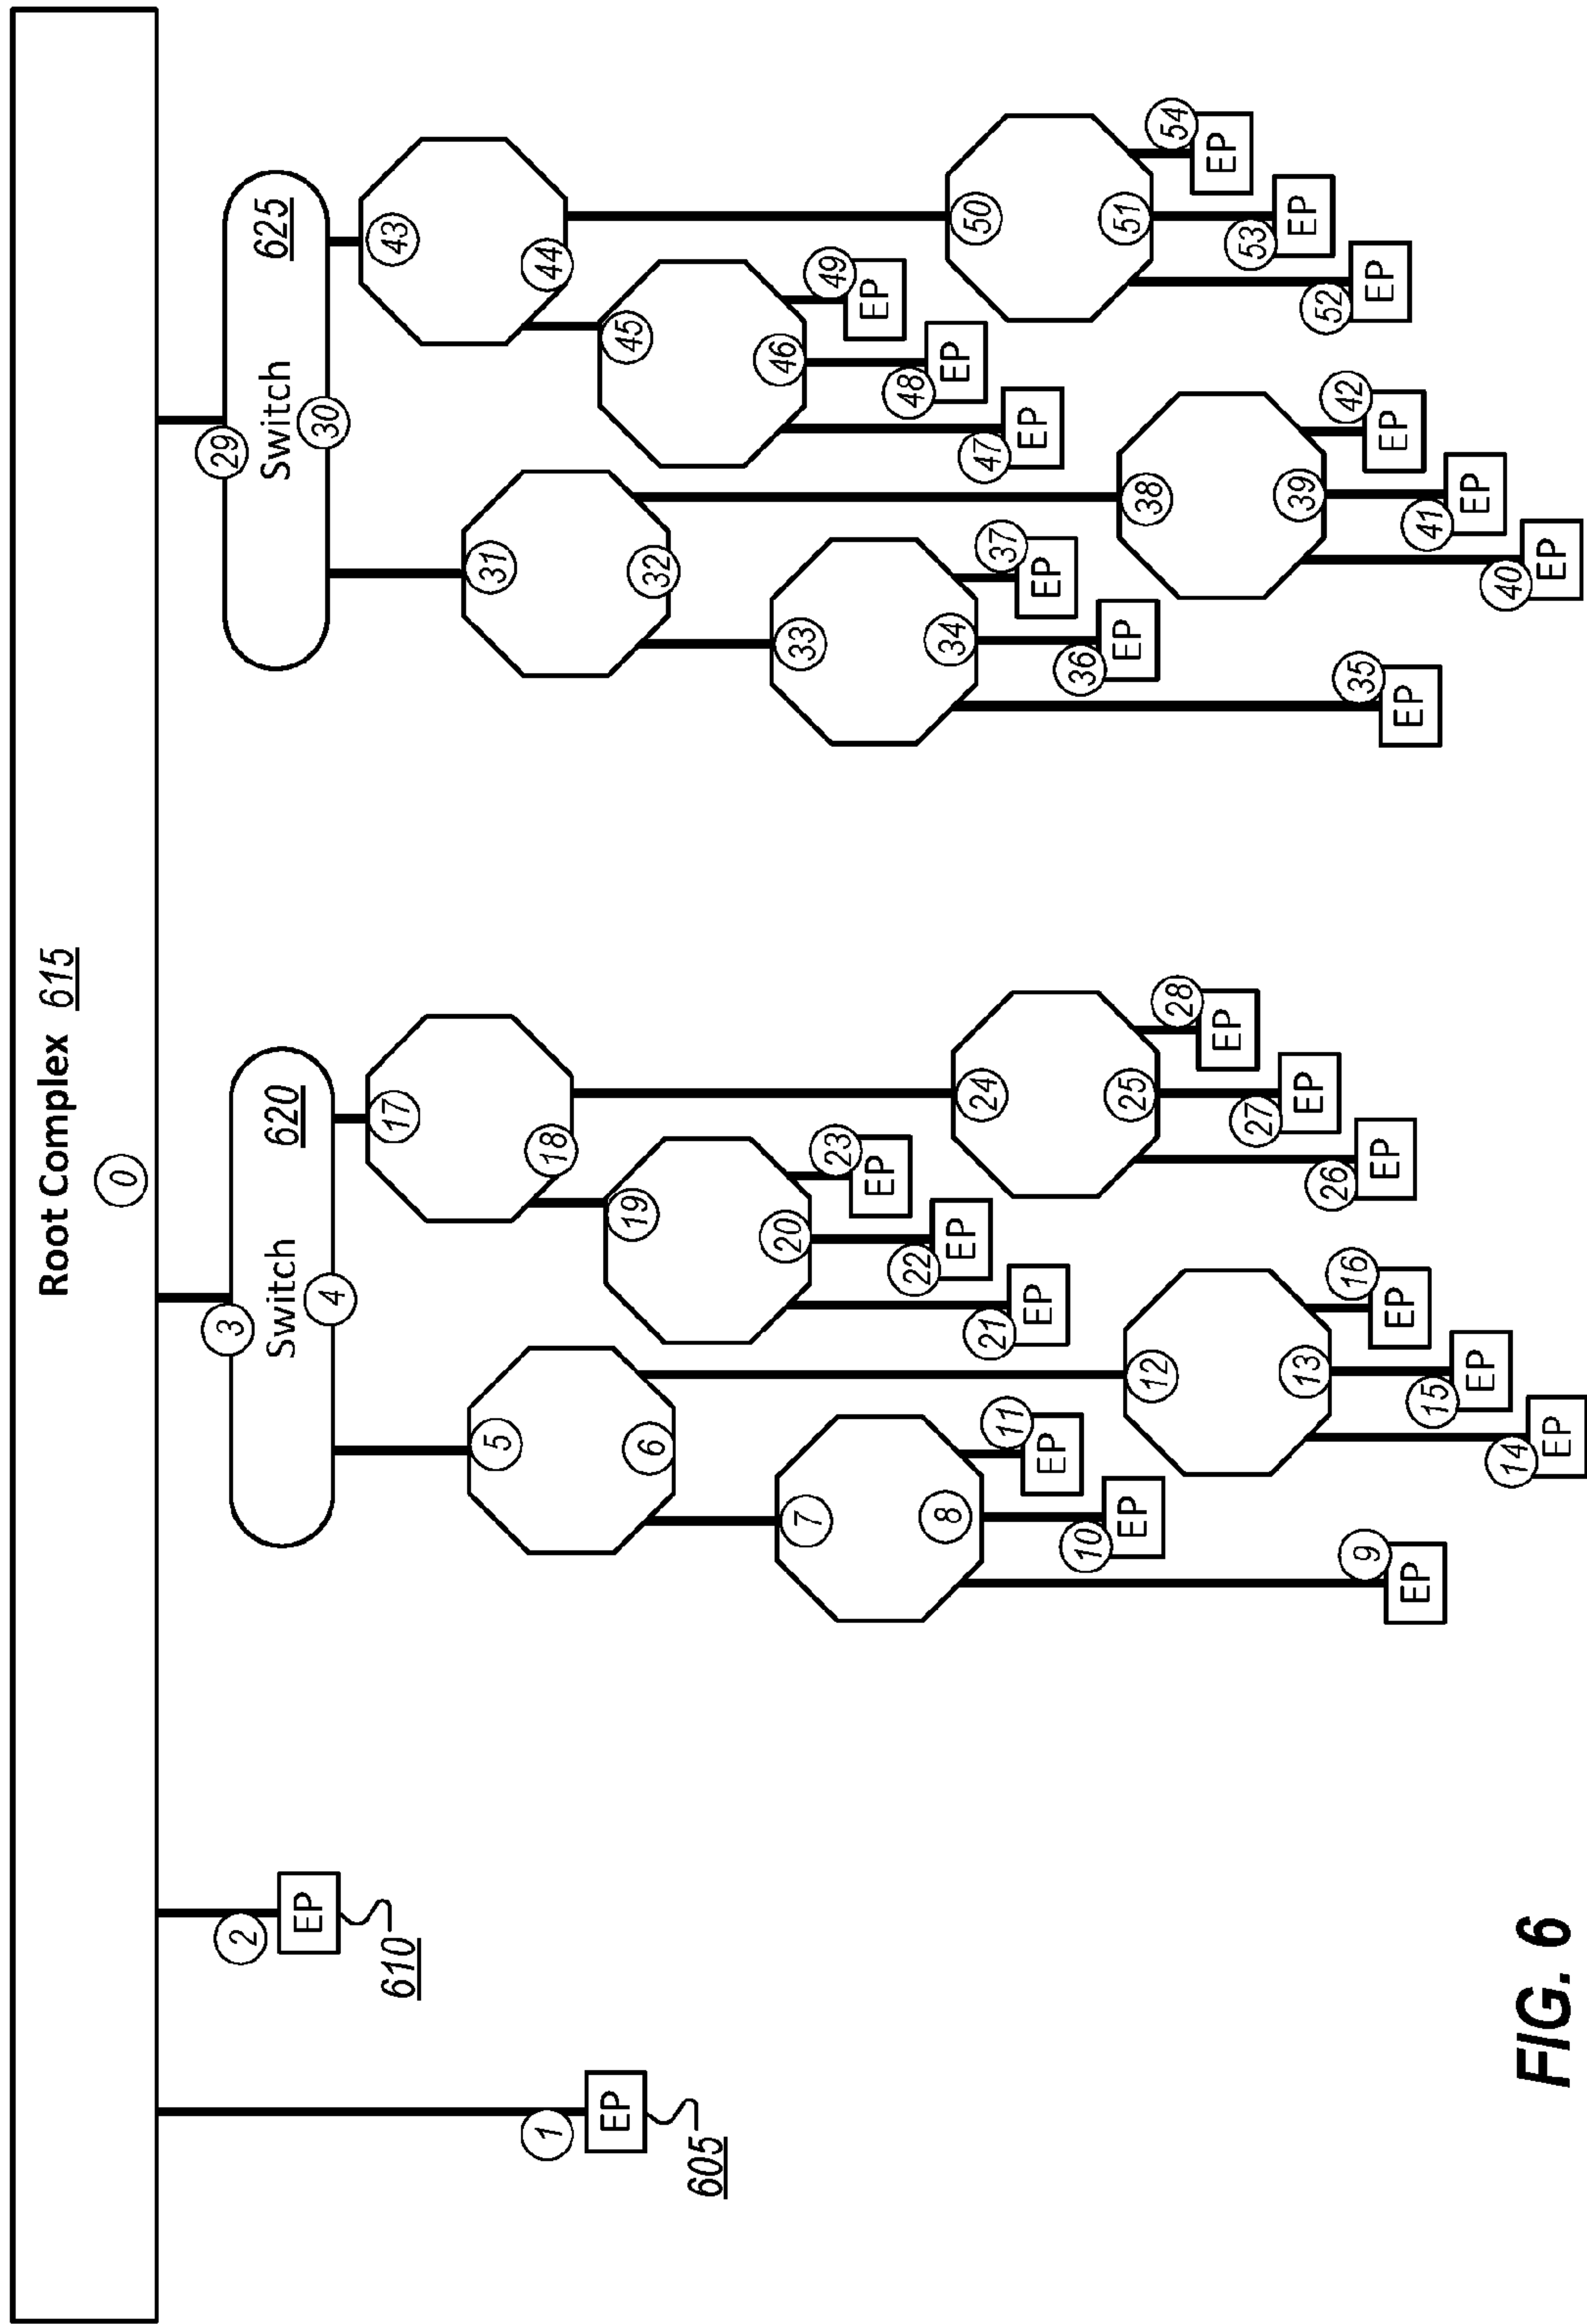 Root Complex 615
0
1
EP
605
2
EP
610
3
Switch
620
4
5
6
7
8
9
EP
10
EP
11
EP
12
13
14
EP
15
EP
16
EP
17
18
19
20
21
EP
22
EP
23
EP
24
25
26
EP
27
EP
28
EP
29
Switch
625
30
31
32
33
34
35
EP
36
EP
37
EP
38
39
40
EP
41
EP
42
EP
43
44
45
46
47
EP
48
EP
49
EP
50
51
52
EP
53
EP
54
EP
FIG. 6